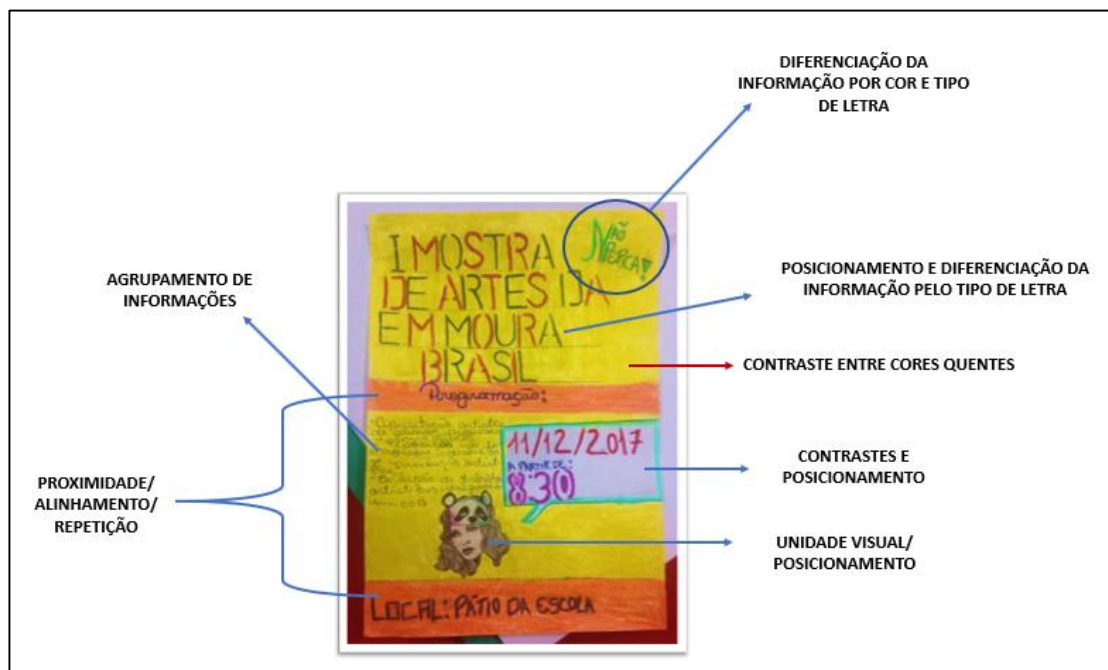 DIFERENCIAÇÃO DA
INFORMAÇÃO POR COR E TIPO
DE LETRA
NÃO
PERCA!
I MOSTRA
DE ARTES DA
EM MOURA
BRASIL
AGRUPAMENTO DE
INFORMAÇÕES
POSICIONAMENTO E DIFERENCIAÇÃO DA
INFORMAÇÃO PELO TIPO DE LETRA
CONTRASTE ENTRE CORES QUENTES
Programação:
11/12/2017
A PARTIR DE:
8:30
PROXIMIDADE/
ALINHAMENTO/
REPETIÇÃO
CONTRASTES E
POSICIONAMENTO
UNIDADE VISUAL/
POSICIONAMENTO
LOCAL: PÁTIO DA ESCOLA